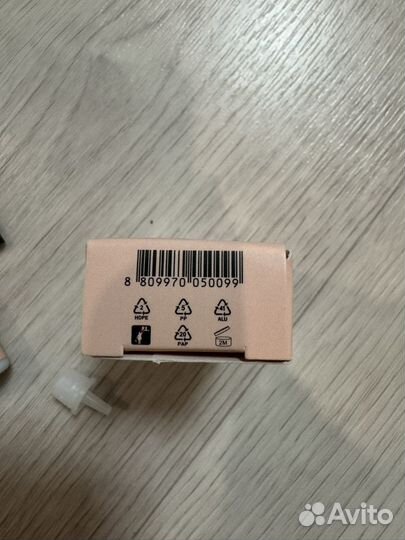 8 809970 050099
2 5 41
HDPE PP ALU
20
PAP 2M
Avito